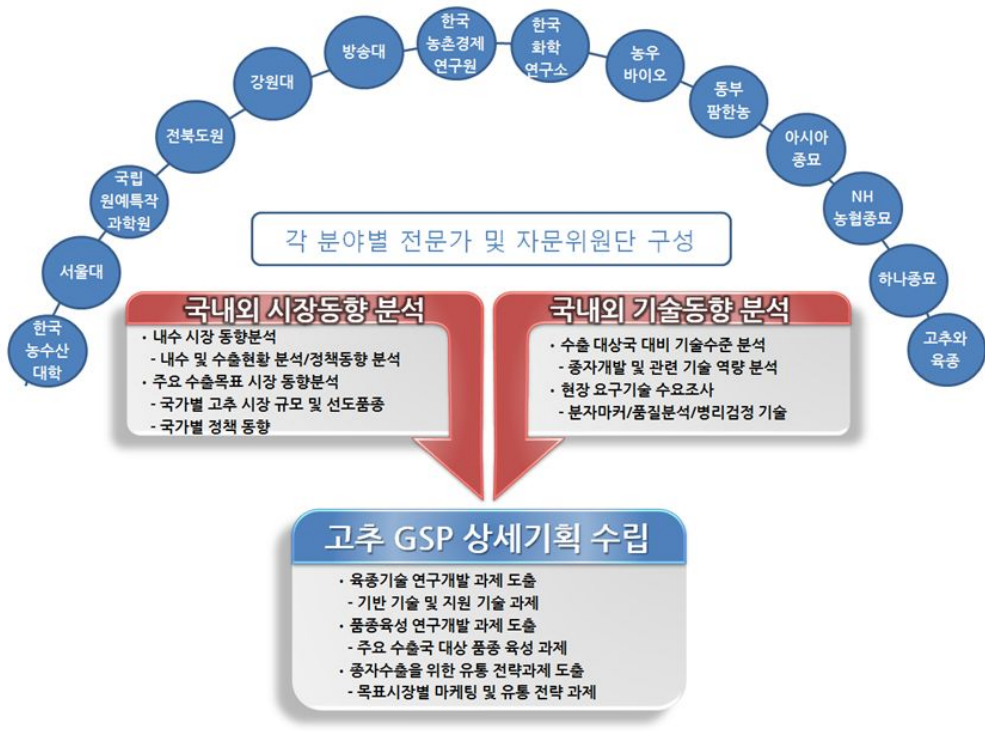 한국
농수산
대학
서울대
국립
원예특작
과학원
전북도원
강원대
방송대
한국
농촌경제
연구원
한국
화학
연구소
농우
바이오
동부
팜한농
아시아
종묘
NH
농협종묘
하나종묘
고추와
육종
각 분야별 전문가 및 자문위원단 구성
국내외 시장동향 분석
· 내수 시장 동향분석
- 내수 및 수출현황 분석/정책동향 분석
· 주요 수출목표 시장 동향분석
- 국가별 고추 시장 규모 및 선도품종
- 국가별 정책 동향
국내외 기술동향 분석
· 수출 대상국 대비 기술수준 분석
- 종자개발 및 관련 기술 역량 분석
· 현장 요구기술 수요조사
- 분자마커/품질분석/병리검정 기술
고추 GSP 상세기획 수립
· 육종기술 연구개발 과제 도출
- 기반 기술 및 지원 기술 과제
· 품종육성 연구개발 과제 도출
- 주요 수출국 대상 품종 육성 과제
· 종자수출을 위한 유통 전략과제 도출
- 목표시장별 마케팅 및 유통 전략 과제